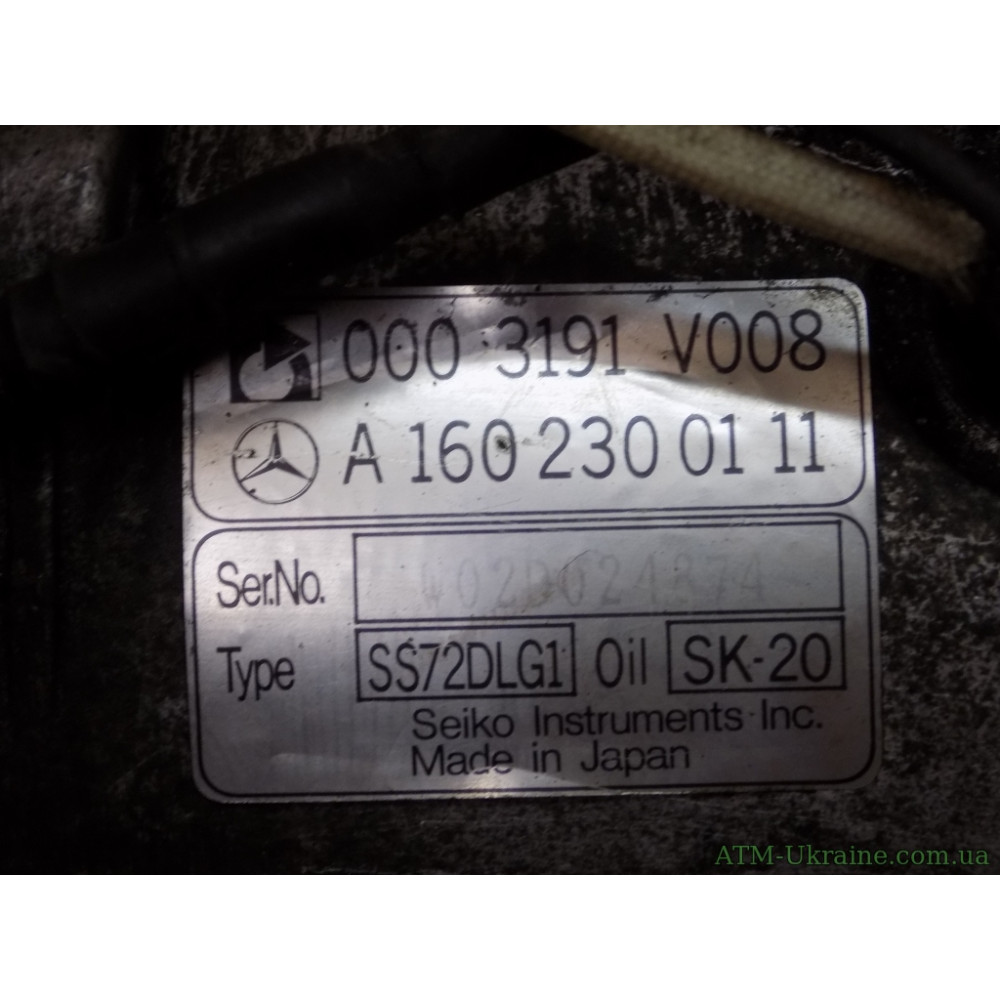 000 3191 V008
A 160 230 01 11
Ser.No. W02D024874
Type SS72DLG1 Oil SK-20
Seiko Instruments Inc.
Made in Japan
ATM-Ukraine.com.ua